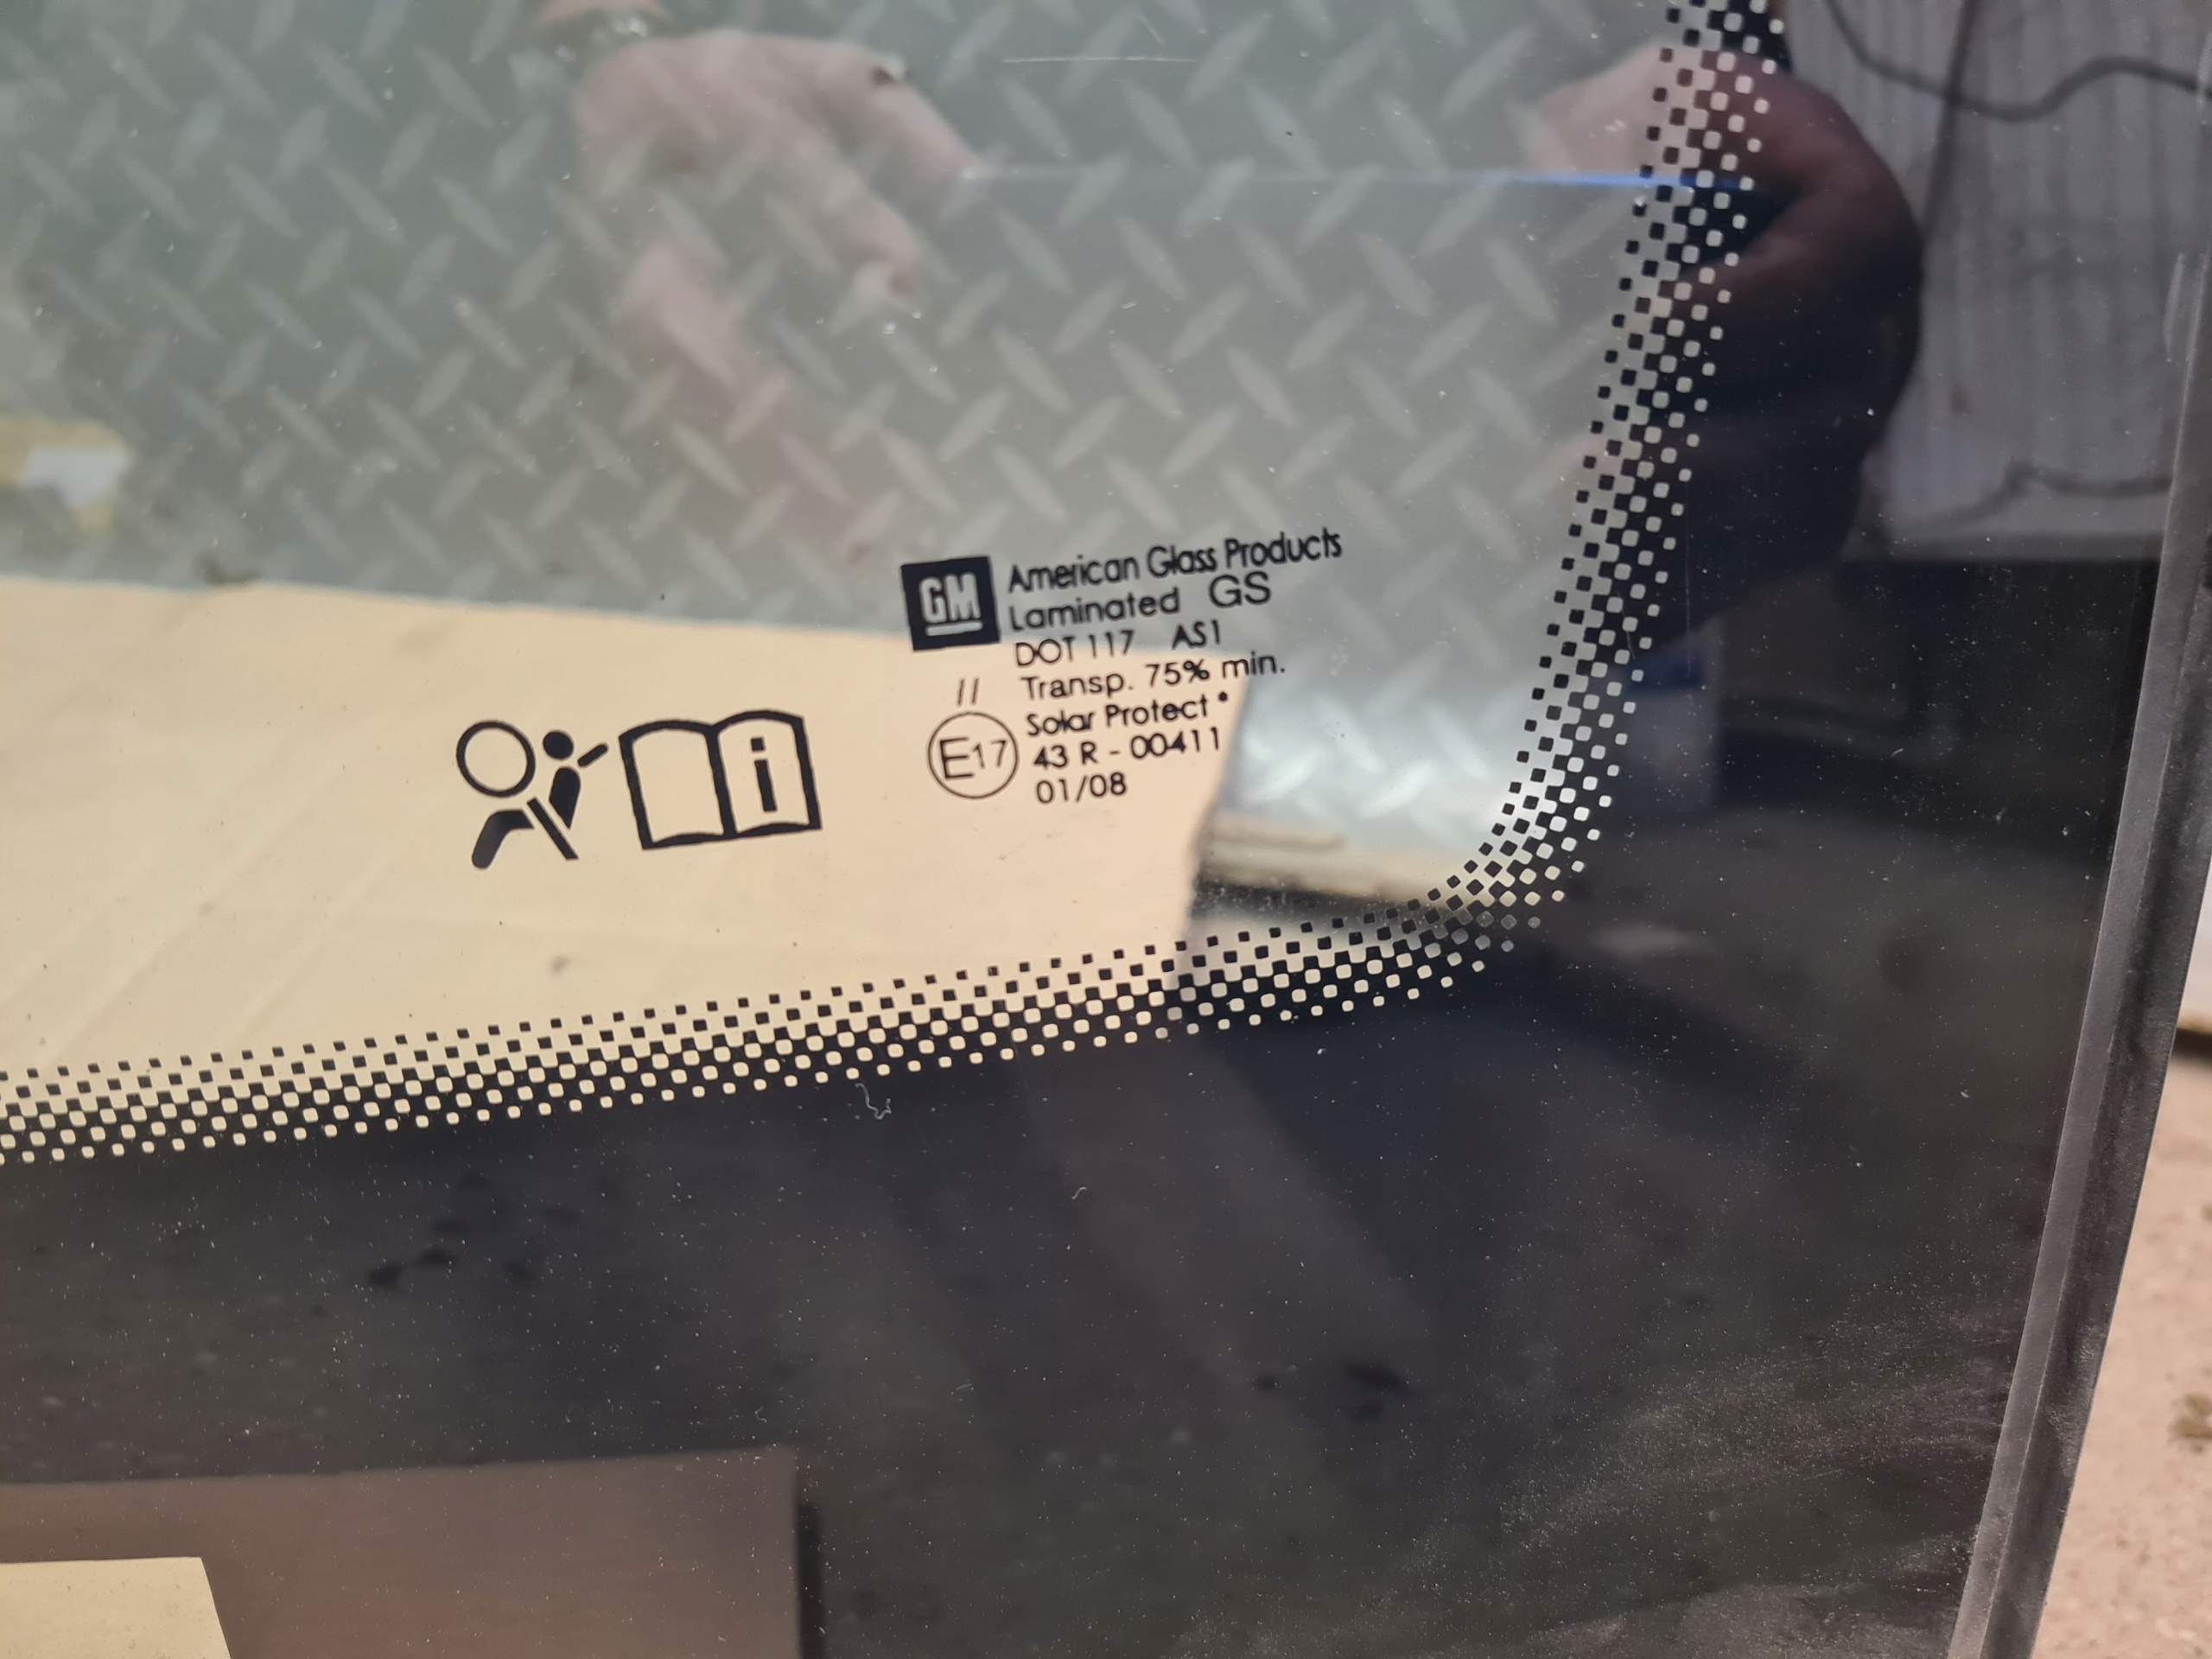 GM
American Glass Products
Laminated GS
DOT 117 AS1
// Transp. 75% min.
Solar Protect •
E17 43 R - 00411
01/08
i